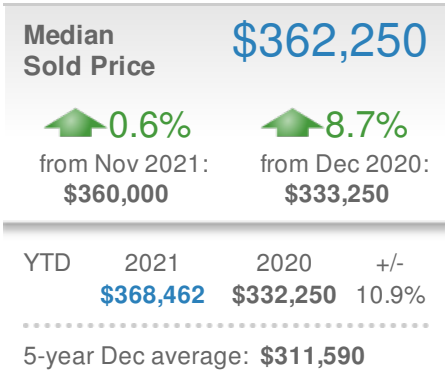 Median $362,250
Sold Price
0.6% 8.7%
from Nov 2021: from Dec 2020:
$360,000 $333,250
YTD 2021 2020 +/-
$368,462 $332,250 10.9%
5-year Dec average: $311,590